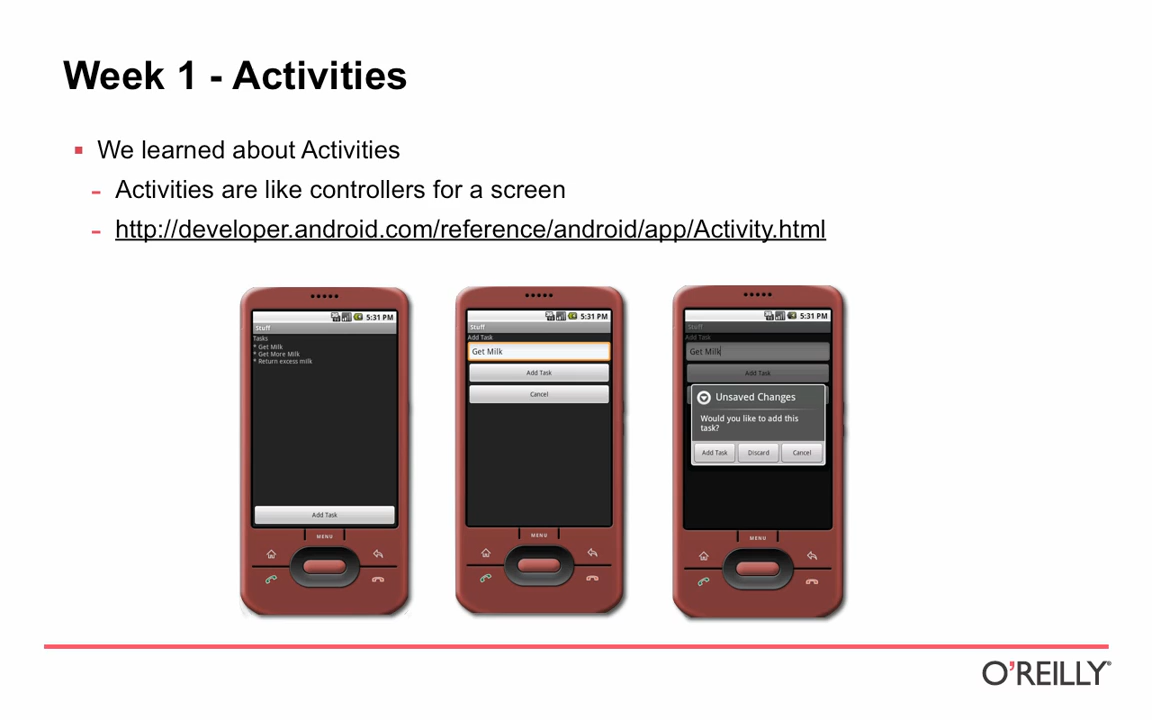 Week 1 - Activities
We learned about Activities
Activities are like controllers for a screen
http://developer.android.com/reference/android/app/Activity.html
5:31 PM
Stuff
Tasks
* Get Milk
* Get More Milk
* Return excess milk
Add Task
MENU
5:31 PM
Stuff
Add Task
Get Milk
Add Task
Cancel
MENU
5:31 PM
Stuff
Add Task
Get Milk
Add Task
Unsaved Changes
Would you like to add this
task?
Add Task Discard Cancel
MENU
O'REILLY®